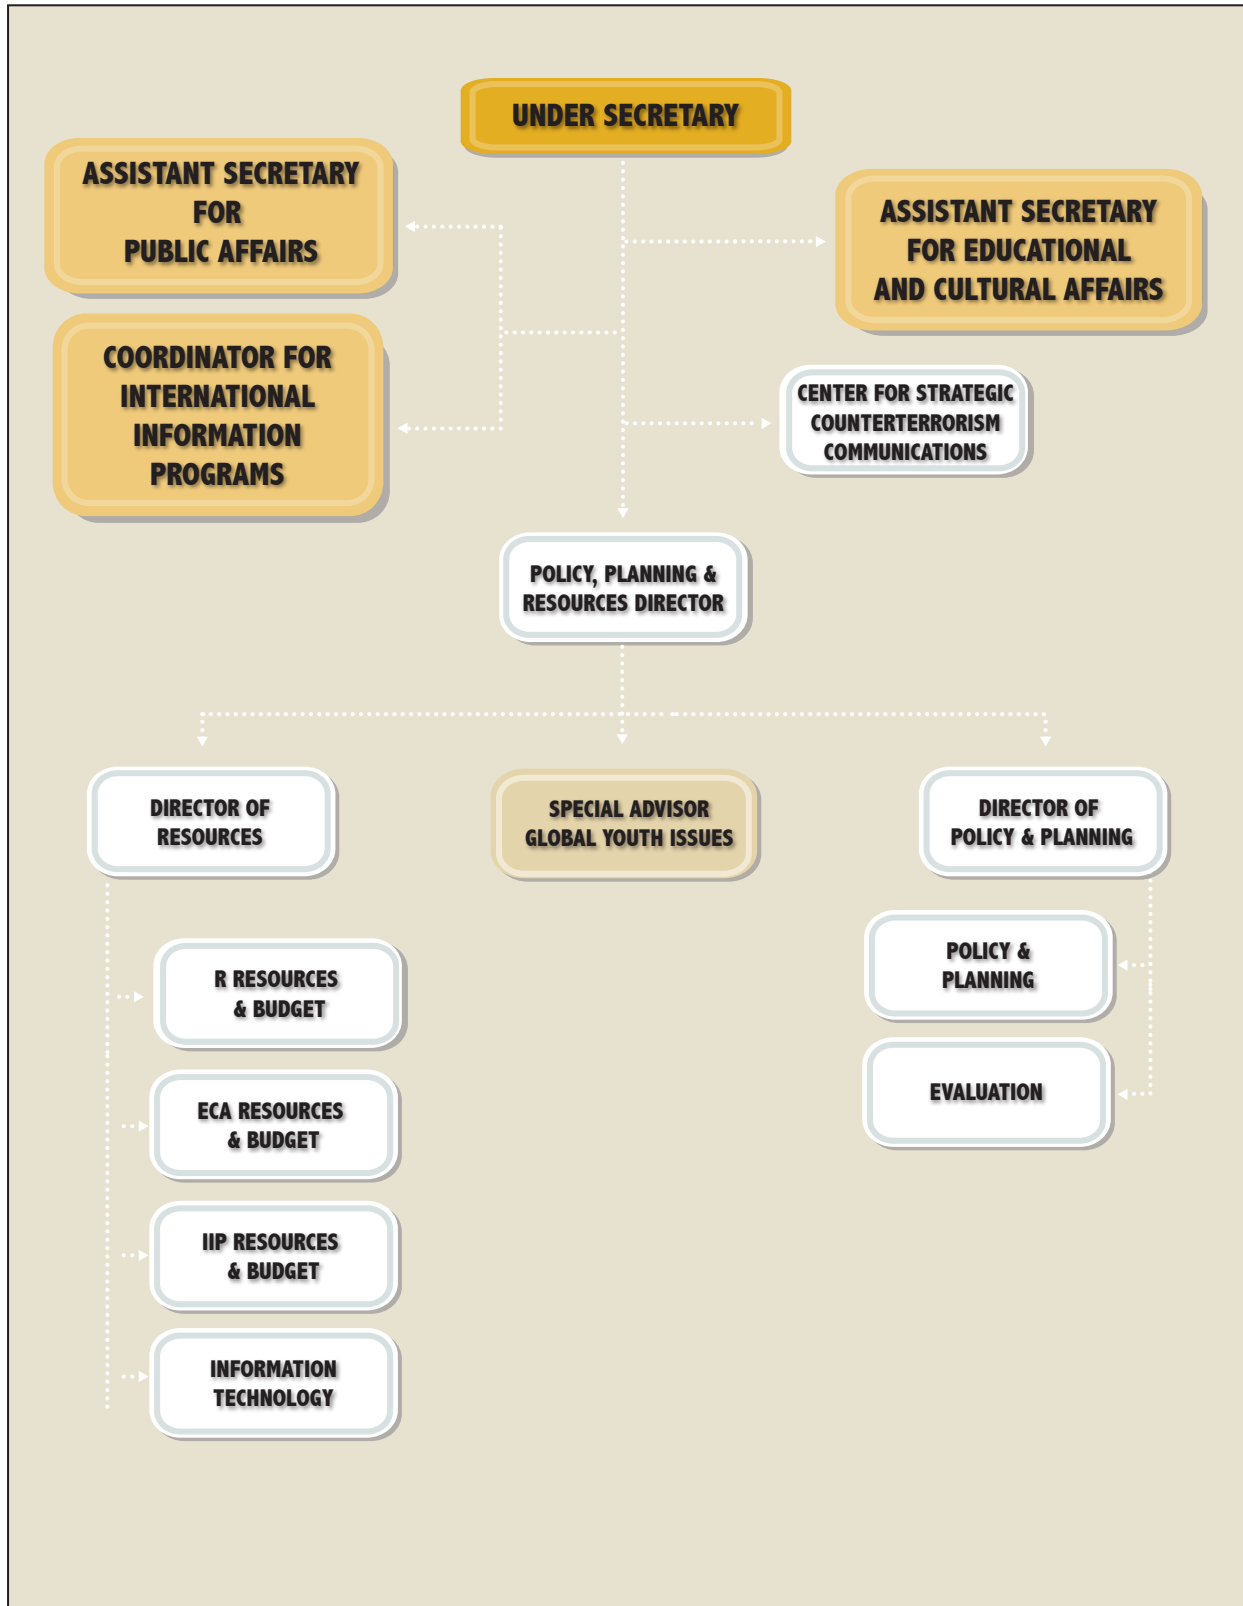 UNDER SECRETARY
ASSISTANT SECRETARY
FOR
PUBLIC AFFAIRS
ASSISTANT SECRETARY
FOR EDUCATIONAL
AND CULTURAL AFFAIRS
COORDINATOR FOR
INTERNATIONAL
INFORMATION
PROGRAMS
CENTER FOR STRATEGIC
COUNTERTERRORISM
COMMUNICATIONS
POLICY, PLANNING &
RESOURCES DIRECTOR
DIRECTOR OF
RESOURCES
SPECIAL ADVISOR
GLOBAL YOUTH ISSUES
DIRECTOR OF
POLICY & PLANNING
R RESOURCES
& BUDGET
ECA RESOURCES
& BUDGET
IIP RESOURCES
& BUDGET
INFORMATION
TECHNOLOGY
POLICY &
PLANNING
EVALUATION